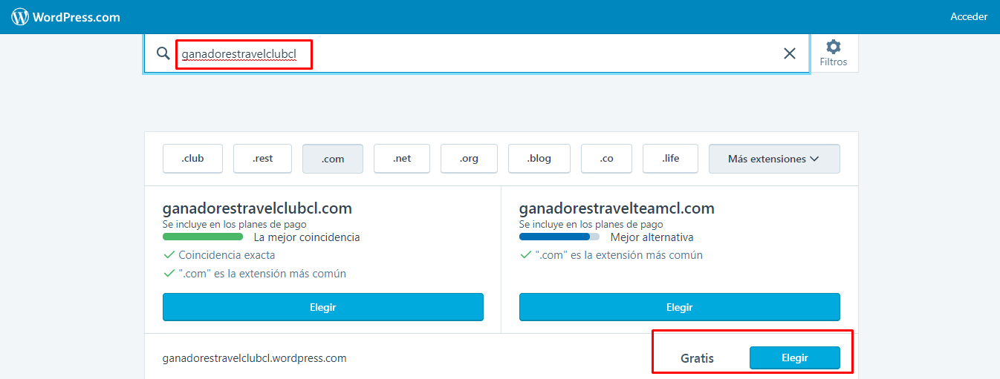 WordPress.com
Acceder
ganadorestravelclubcl
Filtros
.club .rest .com .net .org .blog .co .life Más extensiones
ganadorestravelclubcl.com
Se incluye en los planes de pago
La mejor coincidencia
Coincidencia exacta
".com" es la extensión más común
Elegir
ganadorestravelteamcl.com
Se incluye en los planes de pago
Mejor alternativa
".com" es la extensión más común
Elegir
ganadorestravelclubcl.wordpress.com
Gratis
Elegir